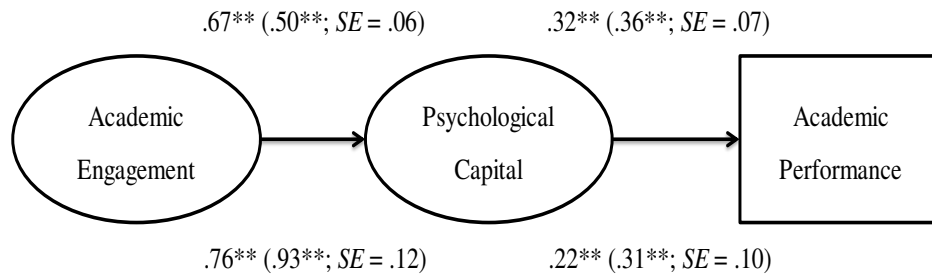 .67** (.50**; SE = .06) .32** (.36**; SE = .07)
Academic
Engagement
Psychological
Capital
Academic
Performance
.76** (.93**; SE = .12) .22** (.31**; SE = .10)